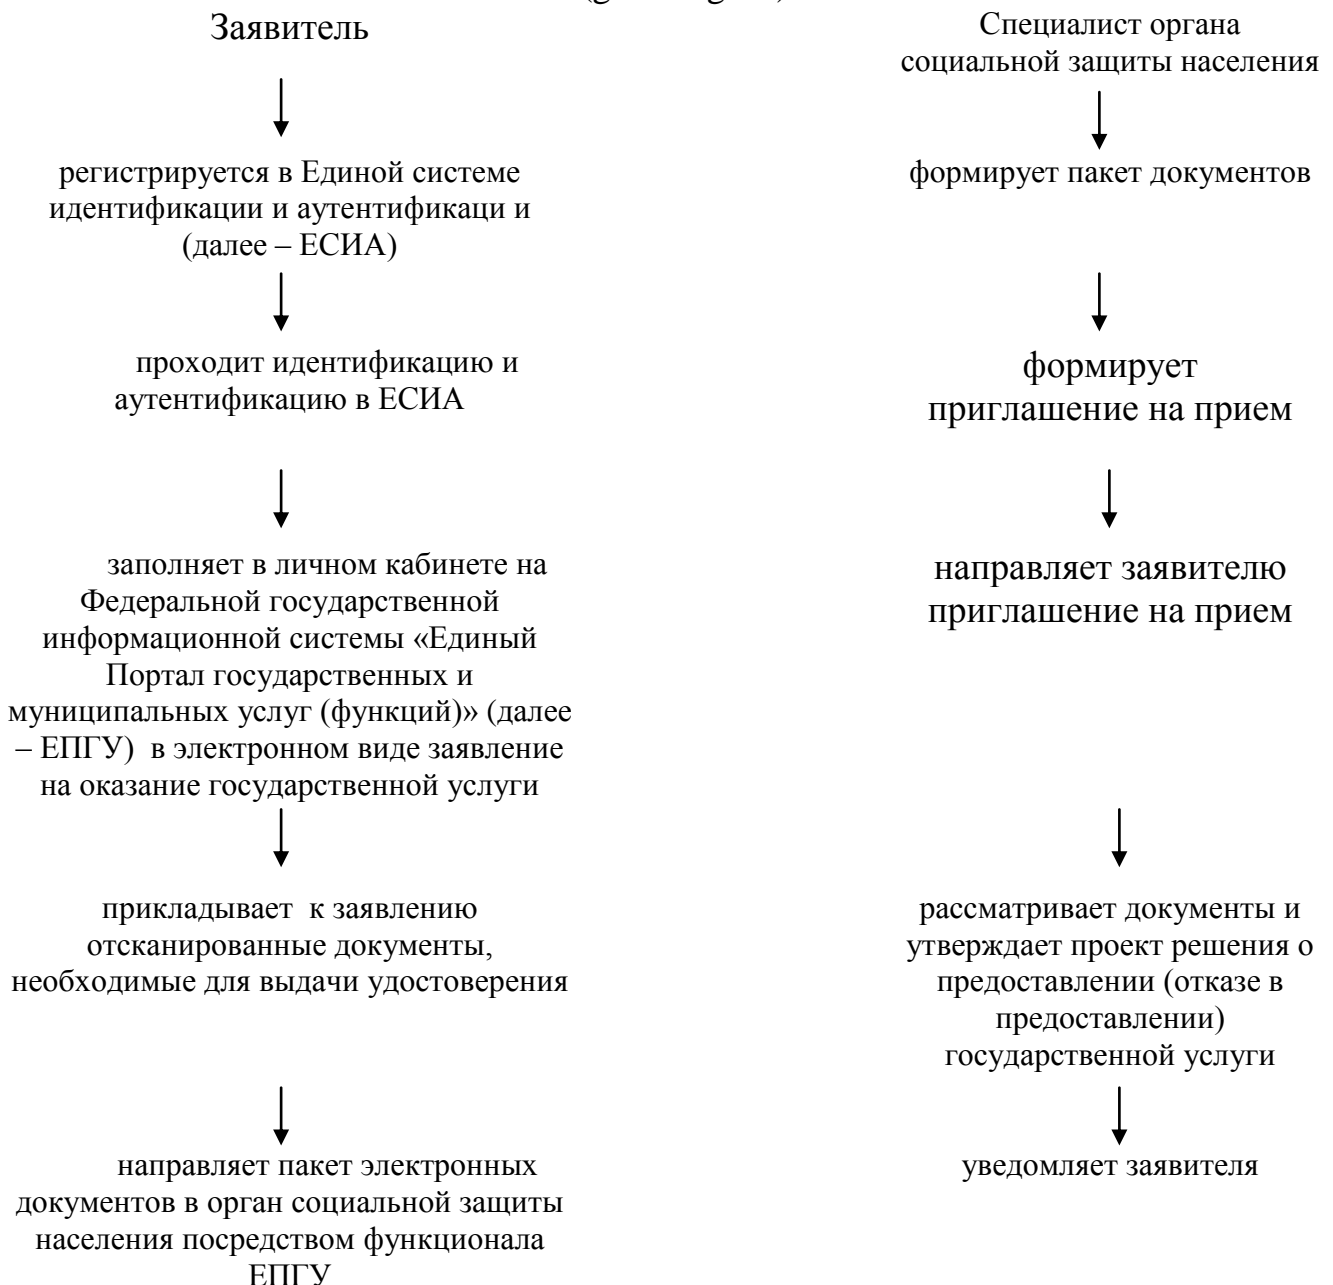 Заявитель
регистрируется в Единой системе
идентификации и аутентификаци и
(далее – ЕСИА)
проходит идентификацию и
аутентификацию в ЕСИА
заполняет в личном кабинете на
Федеральной государственной
информационной системы «Единый
Портал государственных и
муниципальных услуг (функций)» (далее
– ЕПГУ)  в электронном виде заявление
на оказание государственной услуги
прикладывает  к заявлению
отсканированные документы,
необходимые для выдачи удостоверения
направляет пакет электронных
документов в орган социальной защиты
населения посредством функционала
ЕПГУ
Специалист органа
социальной защиты населения
формирует пакет документов
формирует
приглашение на прием
направляет заявителю
приглашение на прием
рассматривает документы и
утверждает проект решения о
предоставлении (отказе в
предоставлении)
государственной услуги
уведомляет заявителя